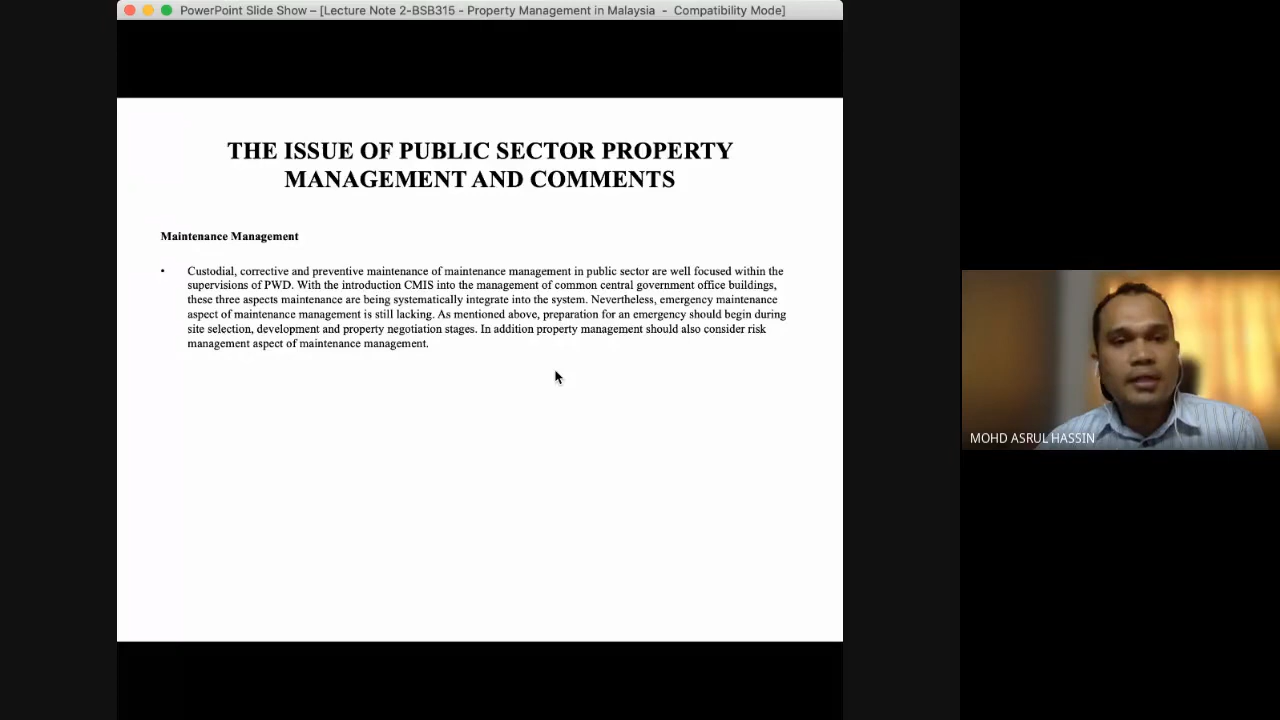 PowerPoint Slide Show – [Lecture Note 2-BSB315 - Property Management in Malaysia  -  Compatibility Mode]
THE ISSUE OF PUBLIC SECTOR PROPERTY
MANAGEMENT AND COMMENTS
Maintenance Management
• Custodial, corrective and preventive maintenance of maintenance management in public sector are well focused within the
supervisions of PWD. With the introduction CMIS into the management of common central government office buildings,
these three aspects maintenance are being systematically integrate into the system. Nevertheless, emergency maintenance
aspect of maintenance management is still lacking. As mentioned above, preparation for an emergency should begin during
site selection, development and property negotiation stages. In addition property management should also consider risk
management aspect of maintenance management.
MOHD ASRUL HASSIN